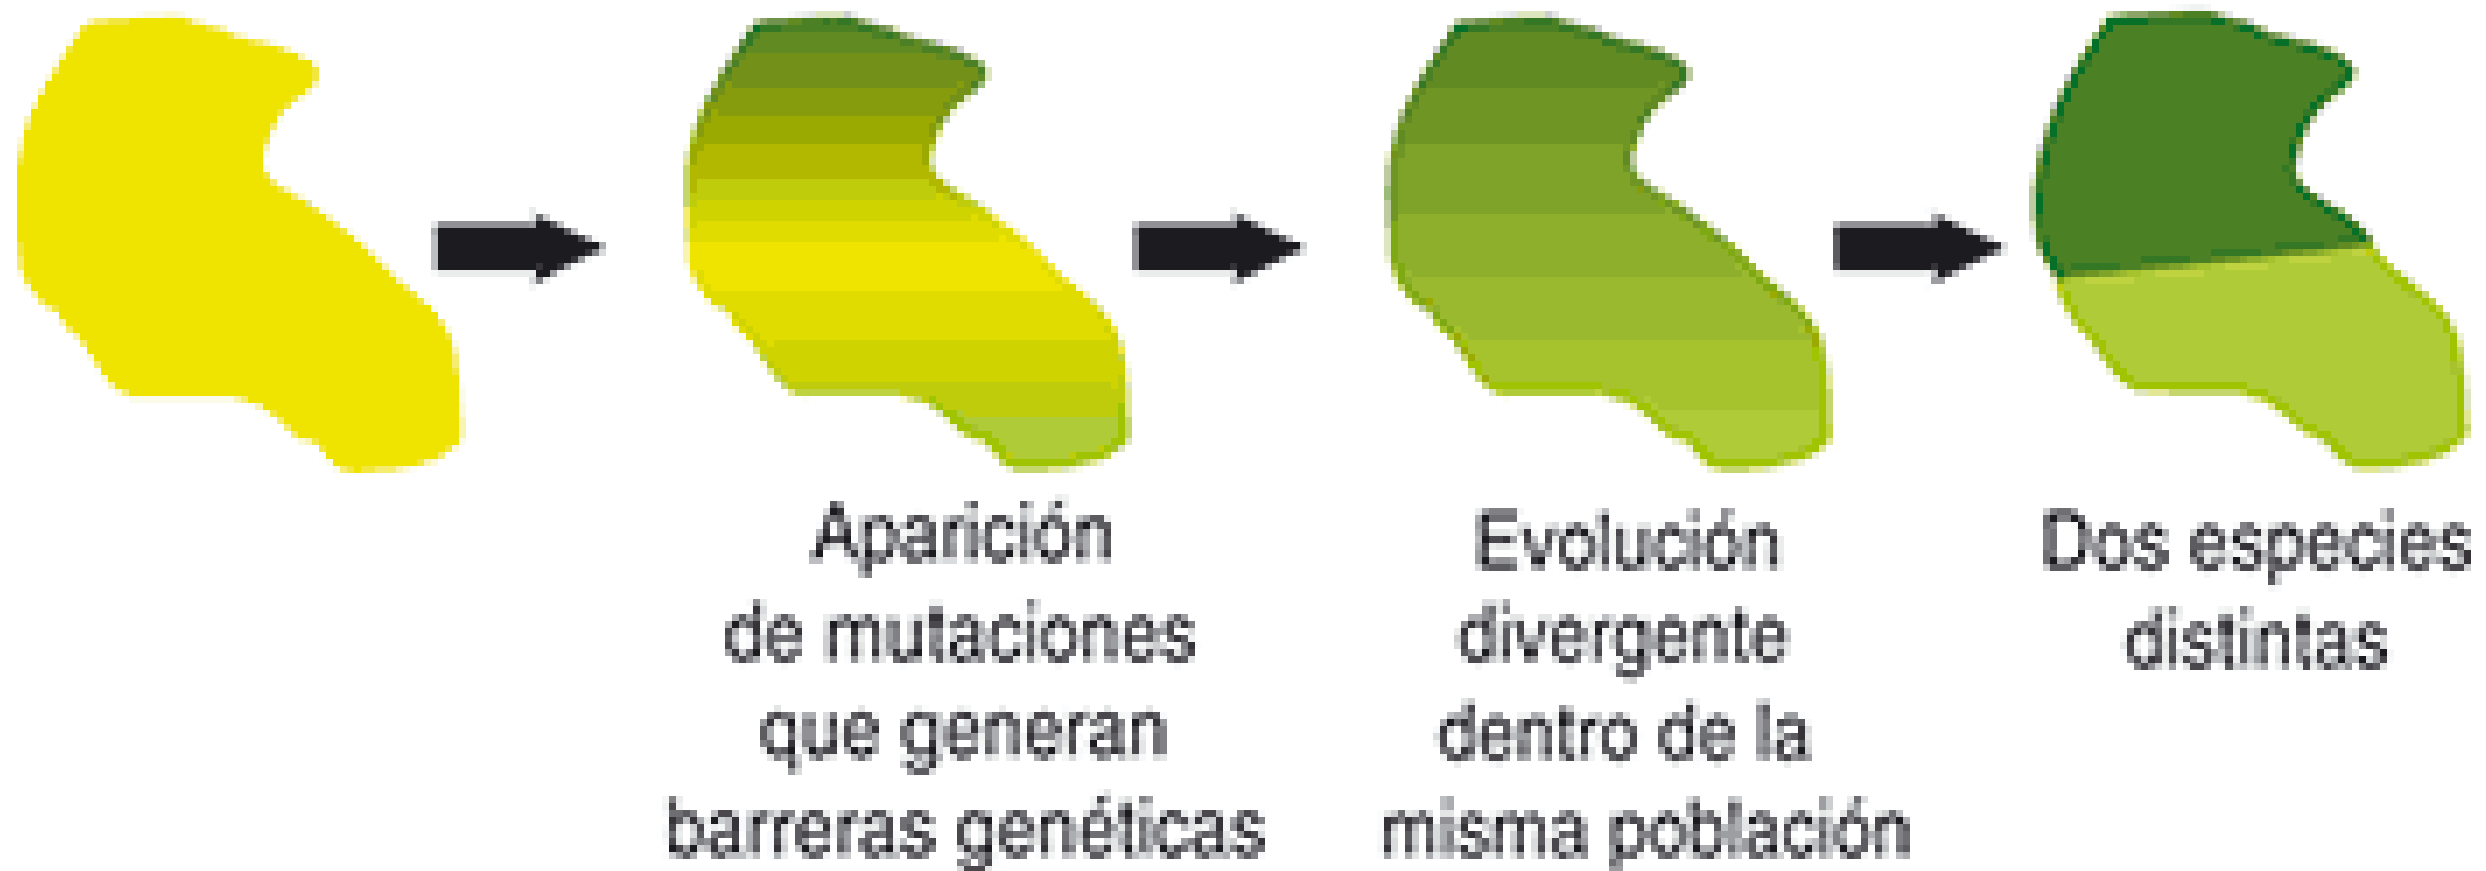 Aparición
de mutaciones
que generan
barreras genéticas
Evolución
divergente
dentro de la
misma población
Dos especies
distintas